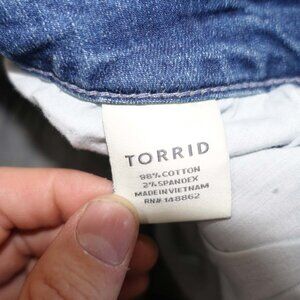 TORRID
98% COTTON
2% SPANDEX
MADE IN VIETNAM
RN# 148862